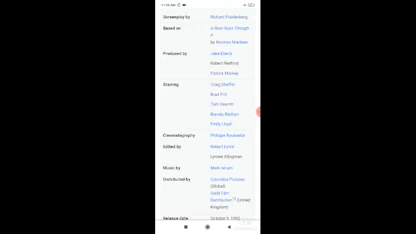 Screenplay by Richard Friedenberg
Based on A River Runs Through
It
by Norman Maclean
Produced by Jake Eberts
Robert Redford
Patrick Markey
Starring Craig Sheffer
Brad Pitt
Tom Skerritt
Brenda Blethyn
Emily Lloyd
Cinematography Philippe Rousselot
Edited by Robert Estrin
Lynzee Klingman
Music by Mark Isham
Distributed by Columbia Pictures
(Global)
Guild Film
Distribution (United
Kingdom)
Release date October 9, 1992